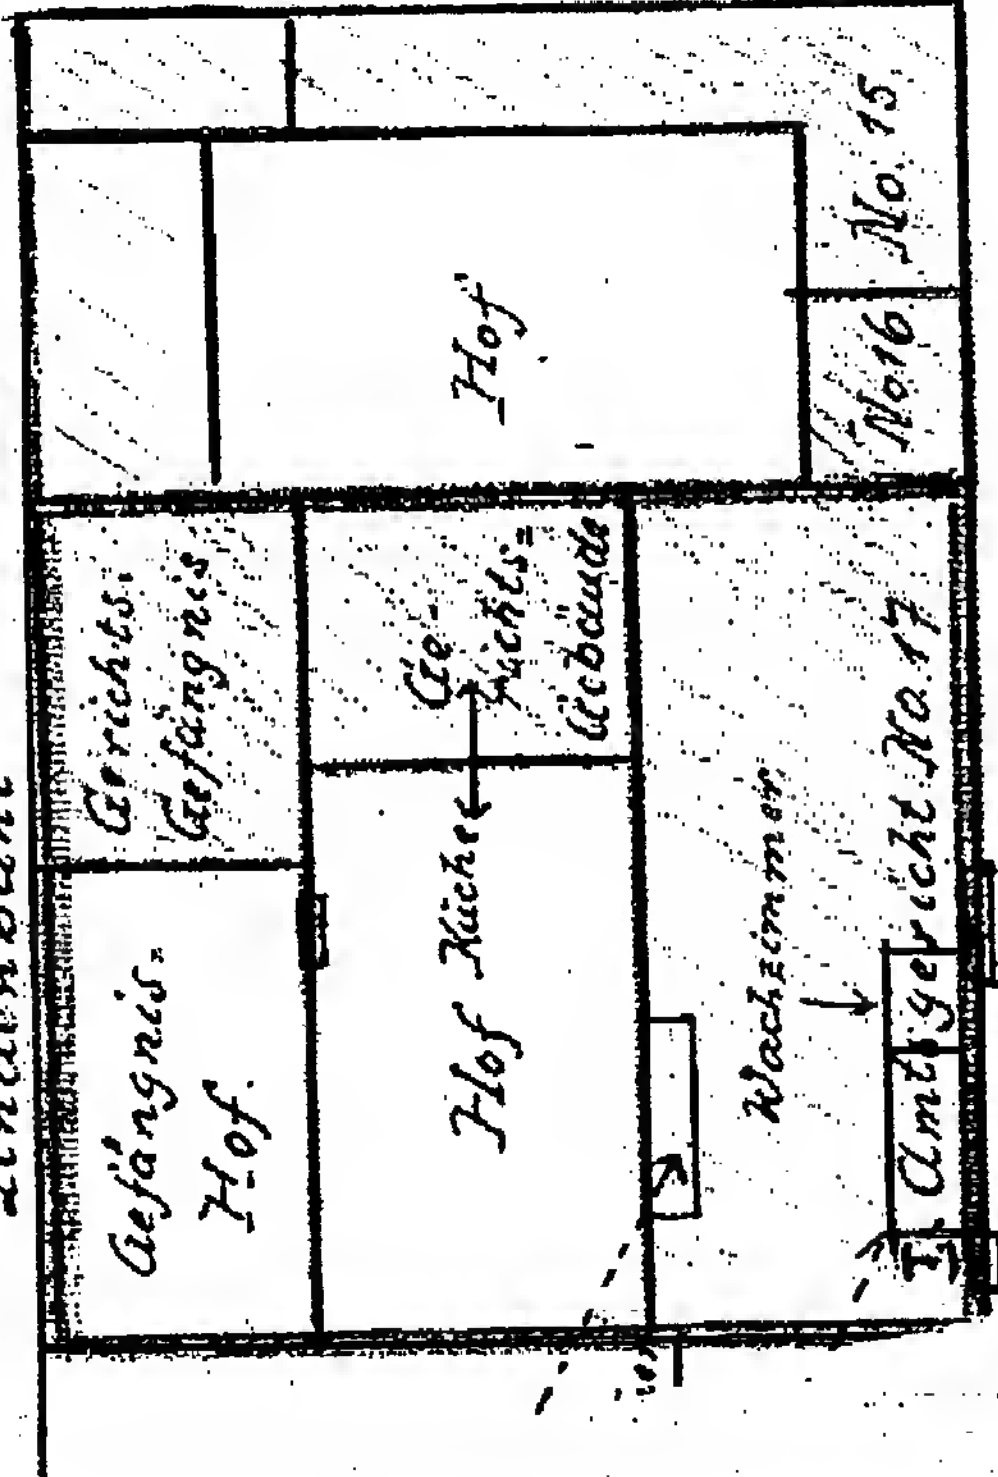 Gerichts.
Gefängnis
Gefängnis=
Hof.
Ge-
richts=
Gebäude
Hof Küche
Hof
Wachzimmer
I. Amtsgericht No. 17
No. 16.
No. 15.